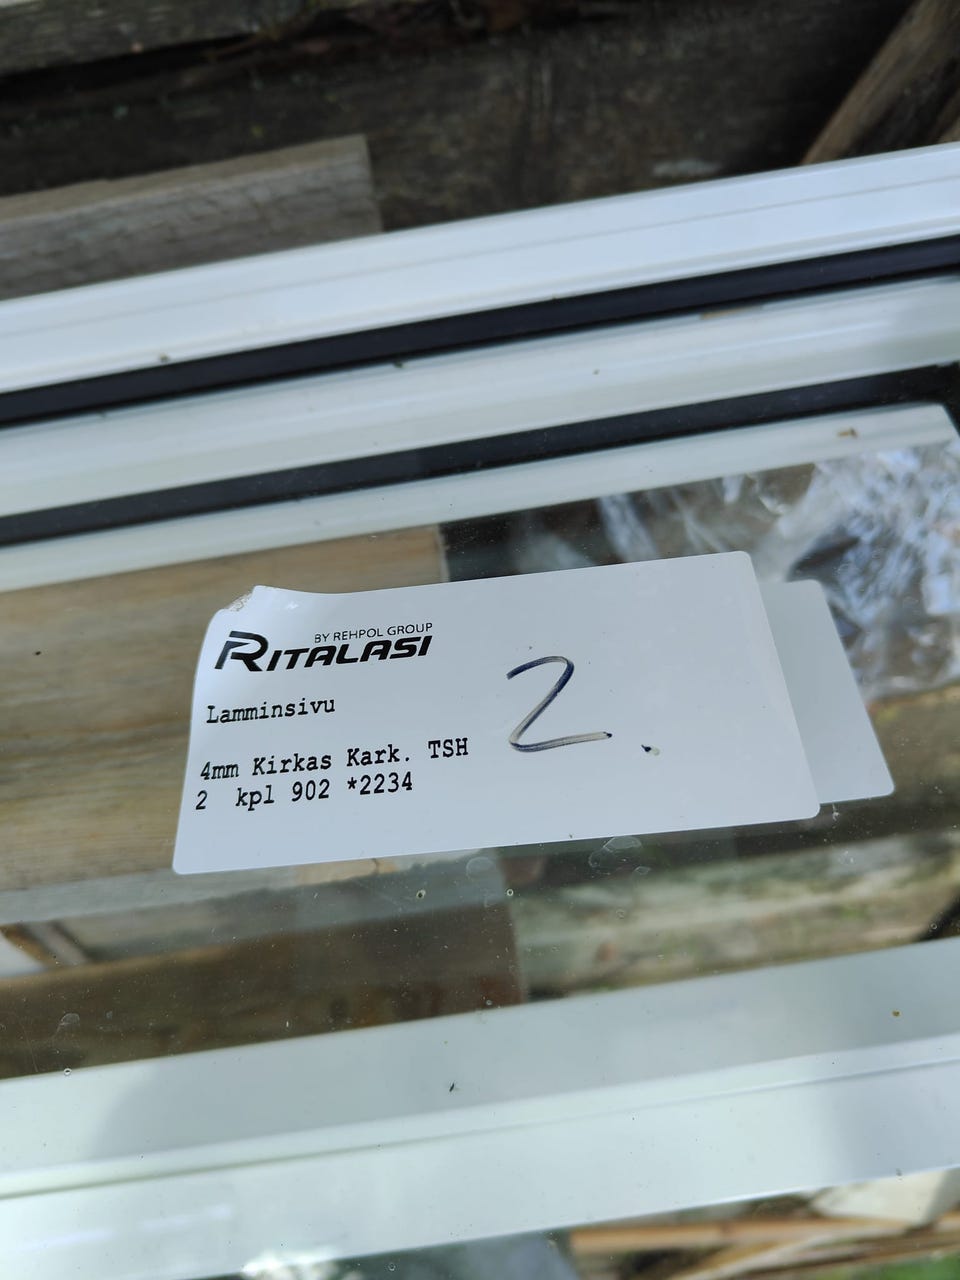 BY REHPOL GROUP
RITALASI
Lamminsivu
4mm Kirkas Kark. TSH
2 kpl 902 *2234
2.